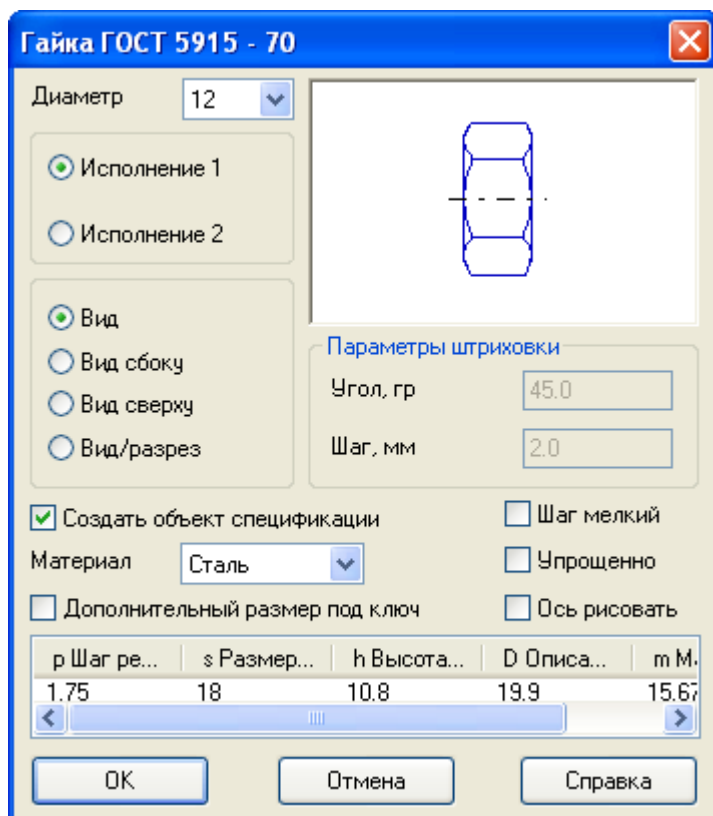 Гайка ГОСТ 5915 - 70
Диаметр 12
Исполнение 1
Исполнение 2
Вид
Вид сбоку
Вид сверху
Вид/разрез
Параметры штриховки
Угол, гр 45.0
Шаг, мм 2.0
Создать объект спецификации
Шаг мелкий
Материал Сталь
Упрощенно
Дополнительный размер под ключ
Ось рисовать
p Шаг ре... s Размер... h Высота... D Описа... m М
1.75 18 10.8 19.9 15.67
OK Отмена Справка